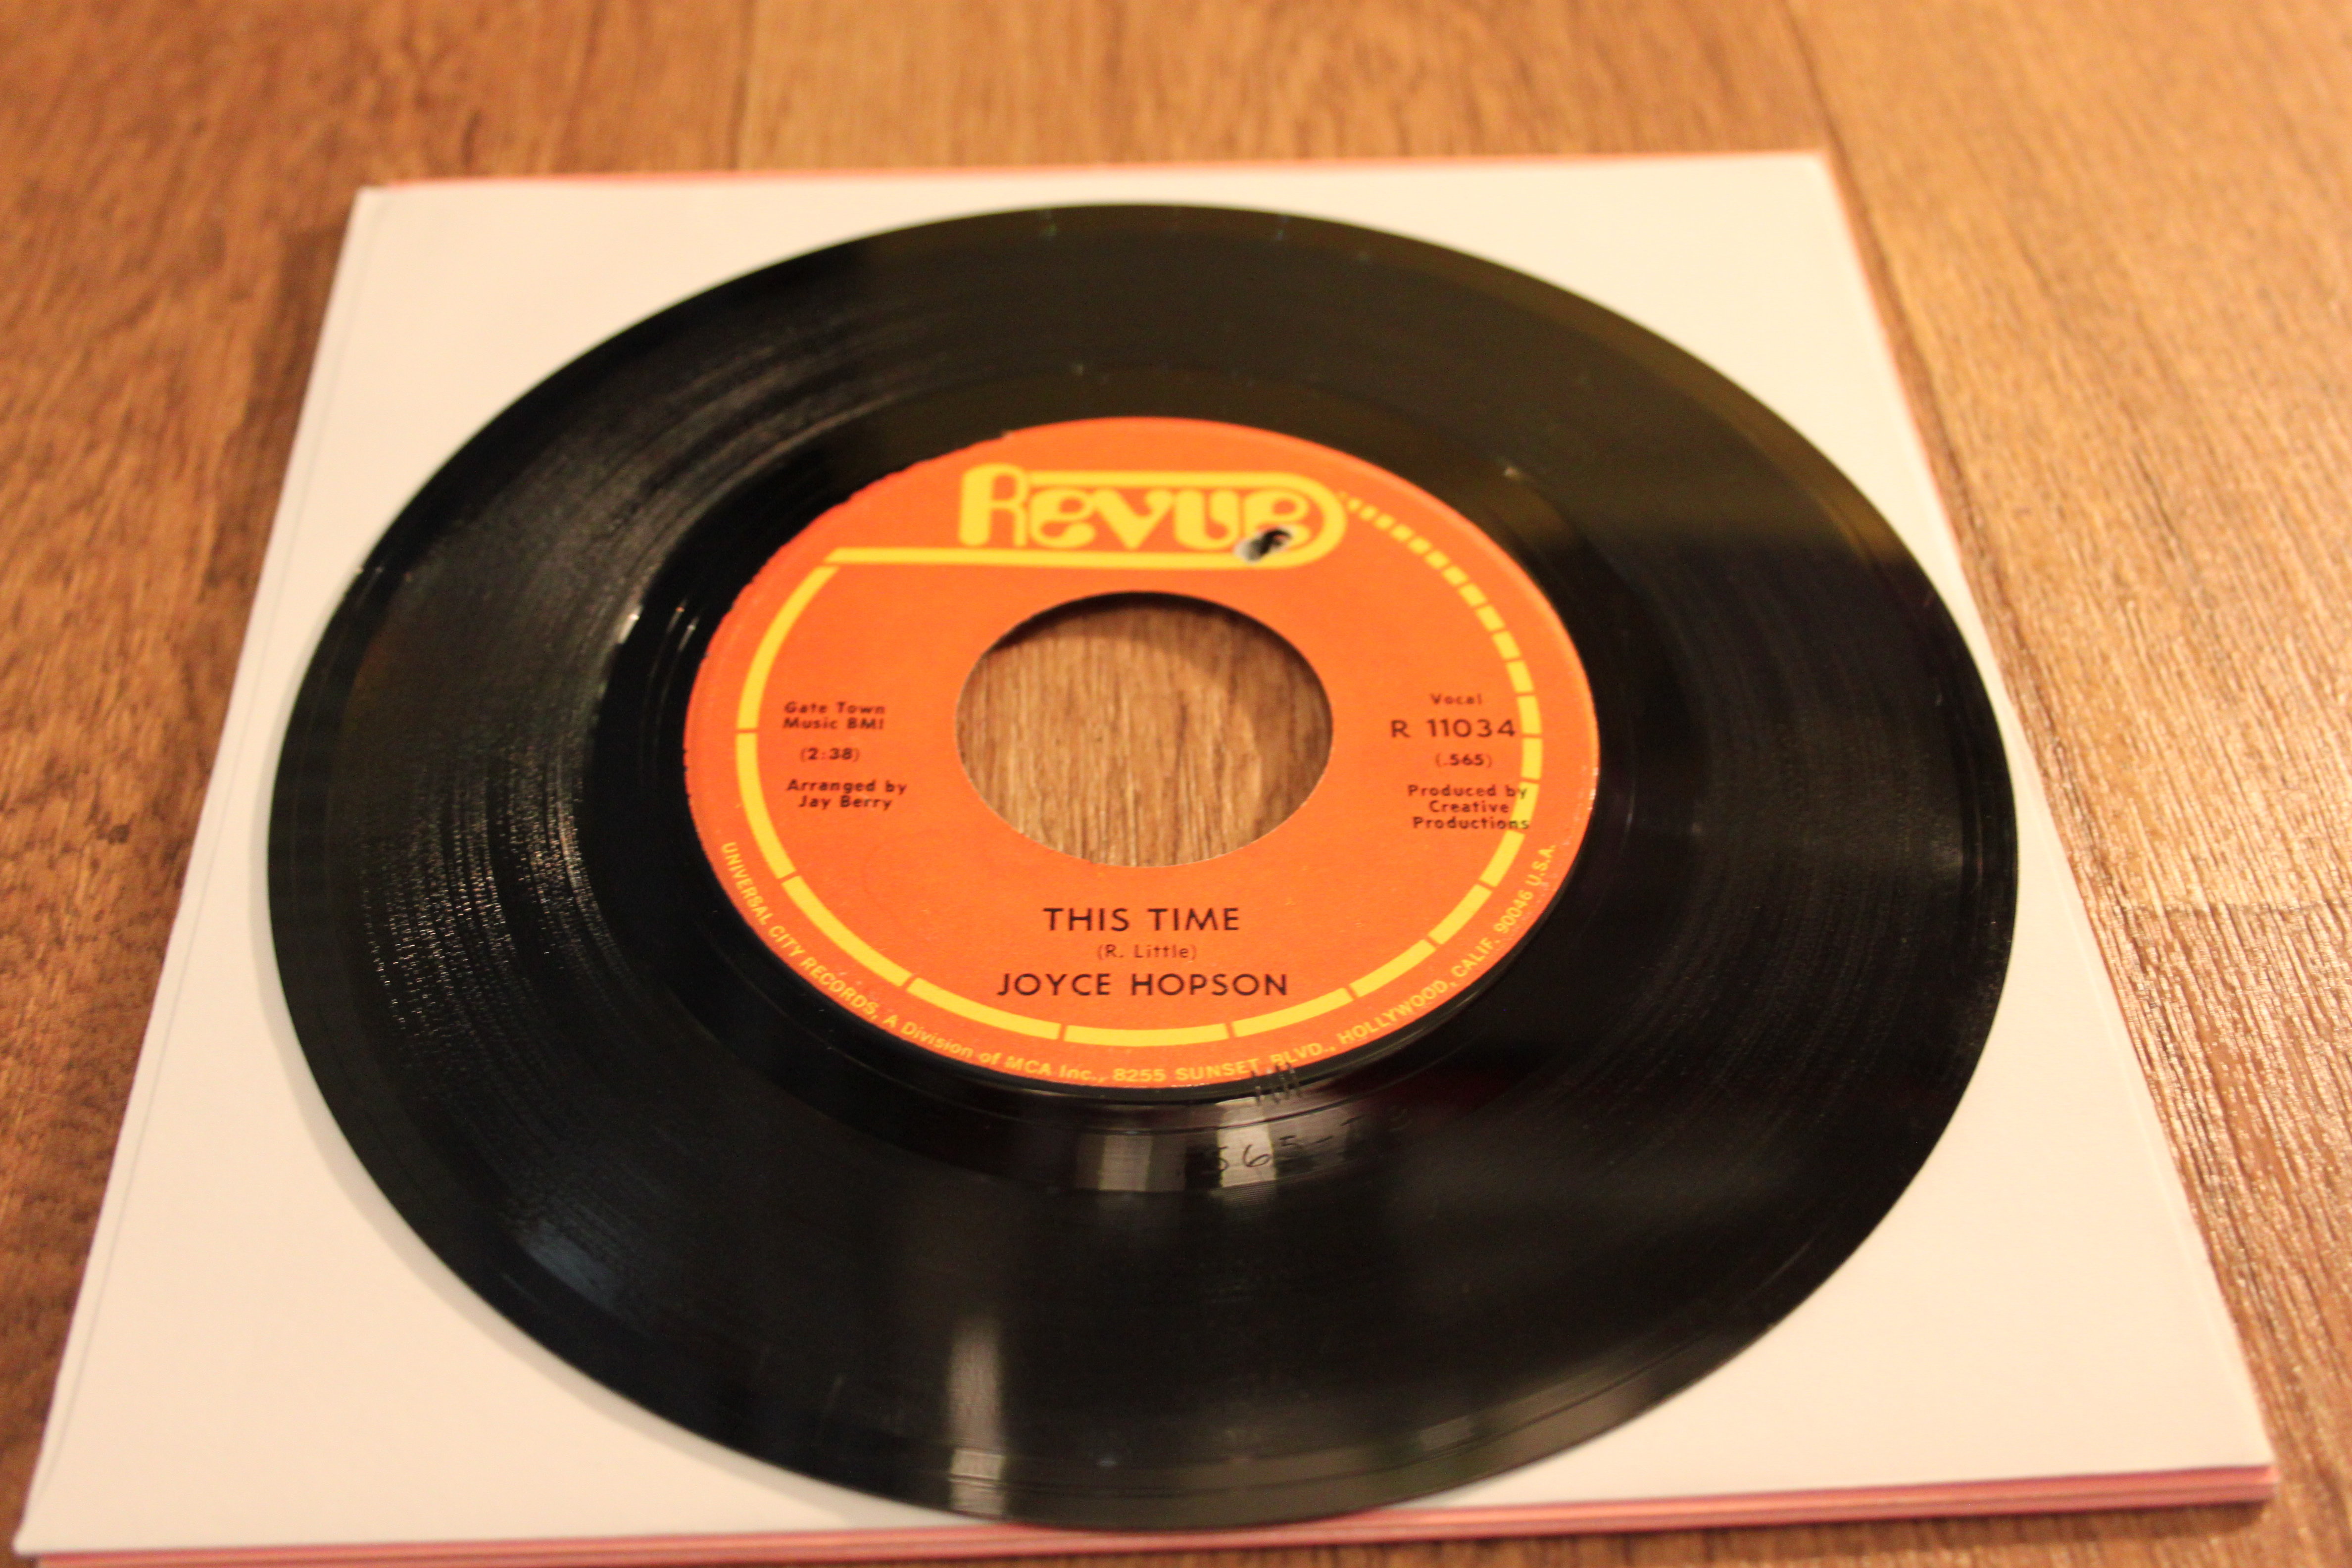 Revue
Gate Town
Music BMI
(2:38)
Arranged by
Jay Berry
Vocal
R 11034
(.565)
Produced by
Creative
Productions
THIS TIME
(R. Little)
JOYCE HOPSON
UNIVERSAL CITY RECORDS, A Division of MCA Inc., 8255 SUNSET BLVD., HOLLYWOOD, CALIF. 90046 U.S.A.